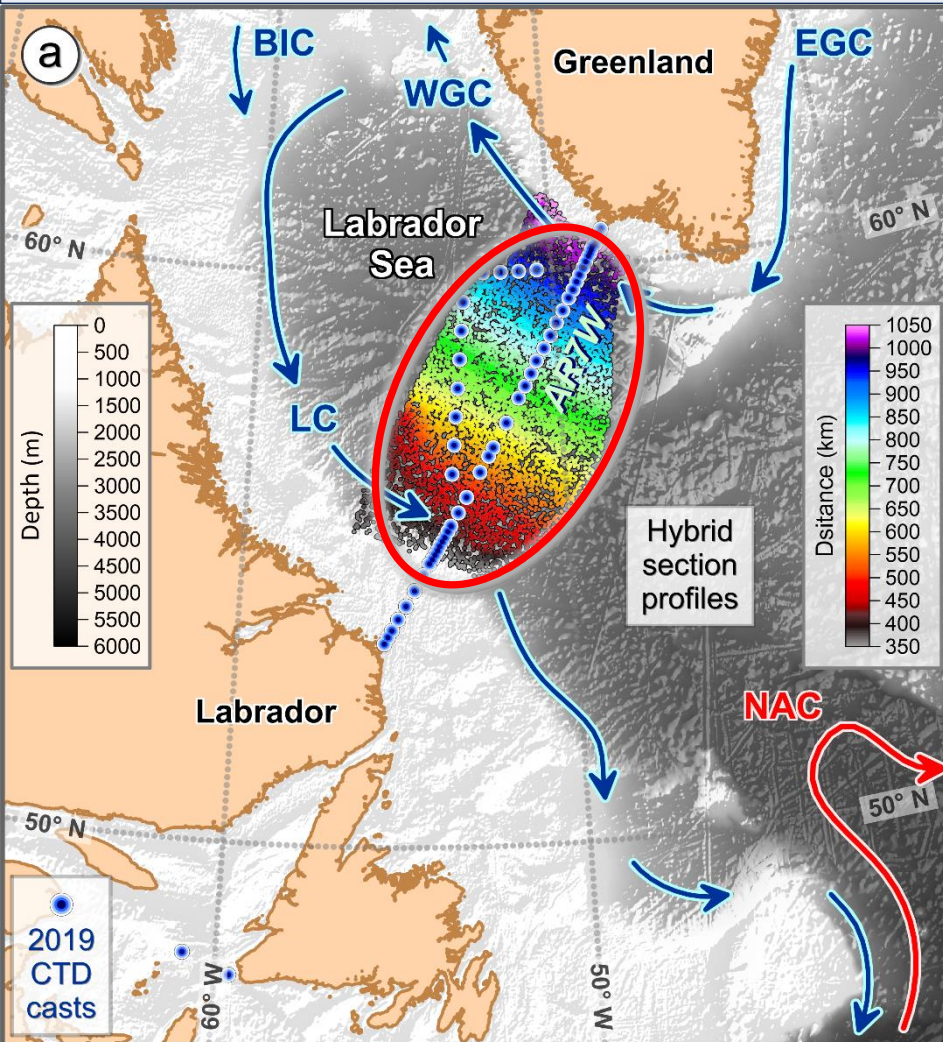 a
BIC
WGC
Greenland
EGC
Labrador
Sea
60° N
60° N
AR7W
Depth (m)
0
500
1000
1500
2000
2500
3000
3500
4000
4500
5000
5500
6000
LC
Dsitance (km)
1050
1000
950
900
850
800
750
700
650
600
550
500
450
400
350
Hybrid
section
profiles
Labrador
NAC
50° N
50° N
2019
CTD
casts
60° W
50° W